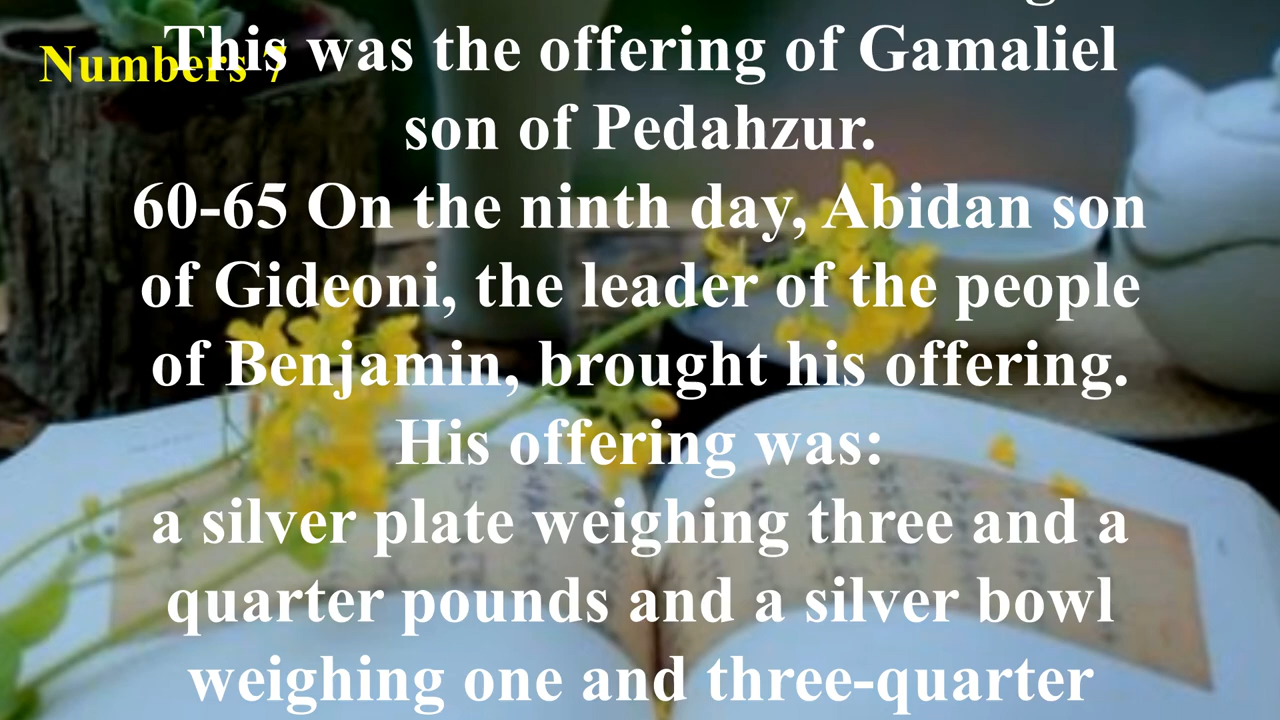 Numbers 7
This was the offering of Gamaliel
son of Pedahzur.
60-65 On the ninth day, Abidan son
of Gideoni, the leader of the people
of Benjamin, brought his offering.
His offering was:
a silver plate weighing three and a
quarter pounds and a silver bowl
weighing one and three-quarter